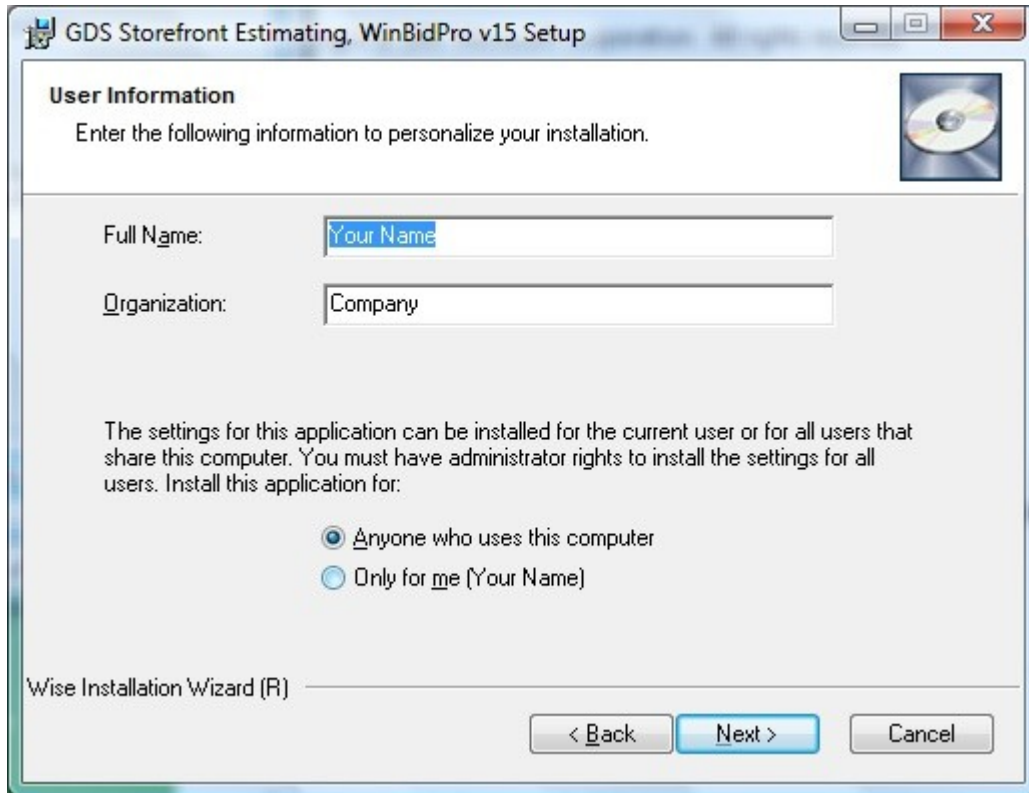 GDS Storefront Estimating, WinBidPro v15 Setup
User Information
Enter the following information to personalize your installation.
Full Name:
Your Name
Organization:
Company
The settings for this application can be installed for the current user or for all users that
share this computer. You must have administrator rights to install the settings for all
users. Install this application for:
Anyone who uses this computer
Only for me (Your Name)
Wise Installation Wizard (R)
< Back
Next >
Cancel